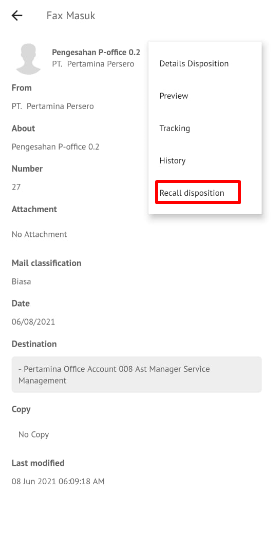 Fax Masuk
Pengesahan P-office 0.2
PT. Pertamina Persero
Details Disposition
Preview
Tracking
History
Recall disposition
From
PT. Pertamina Persero
About
Pengesahan P-office 0.2
Number
27
Attachment
No Attachment
Mail classification
Biasa
Date
06/08/2021
Destination
- Pertamina Office Account 008 Ast Manager Service
Management
Copy
No Copy
Last modified
08 Jun 2021 06:09:18 AM